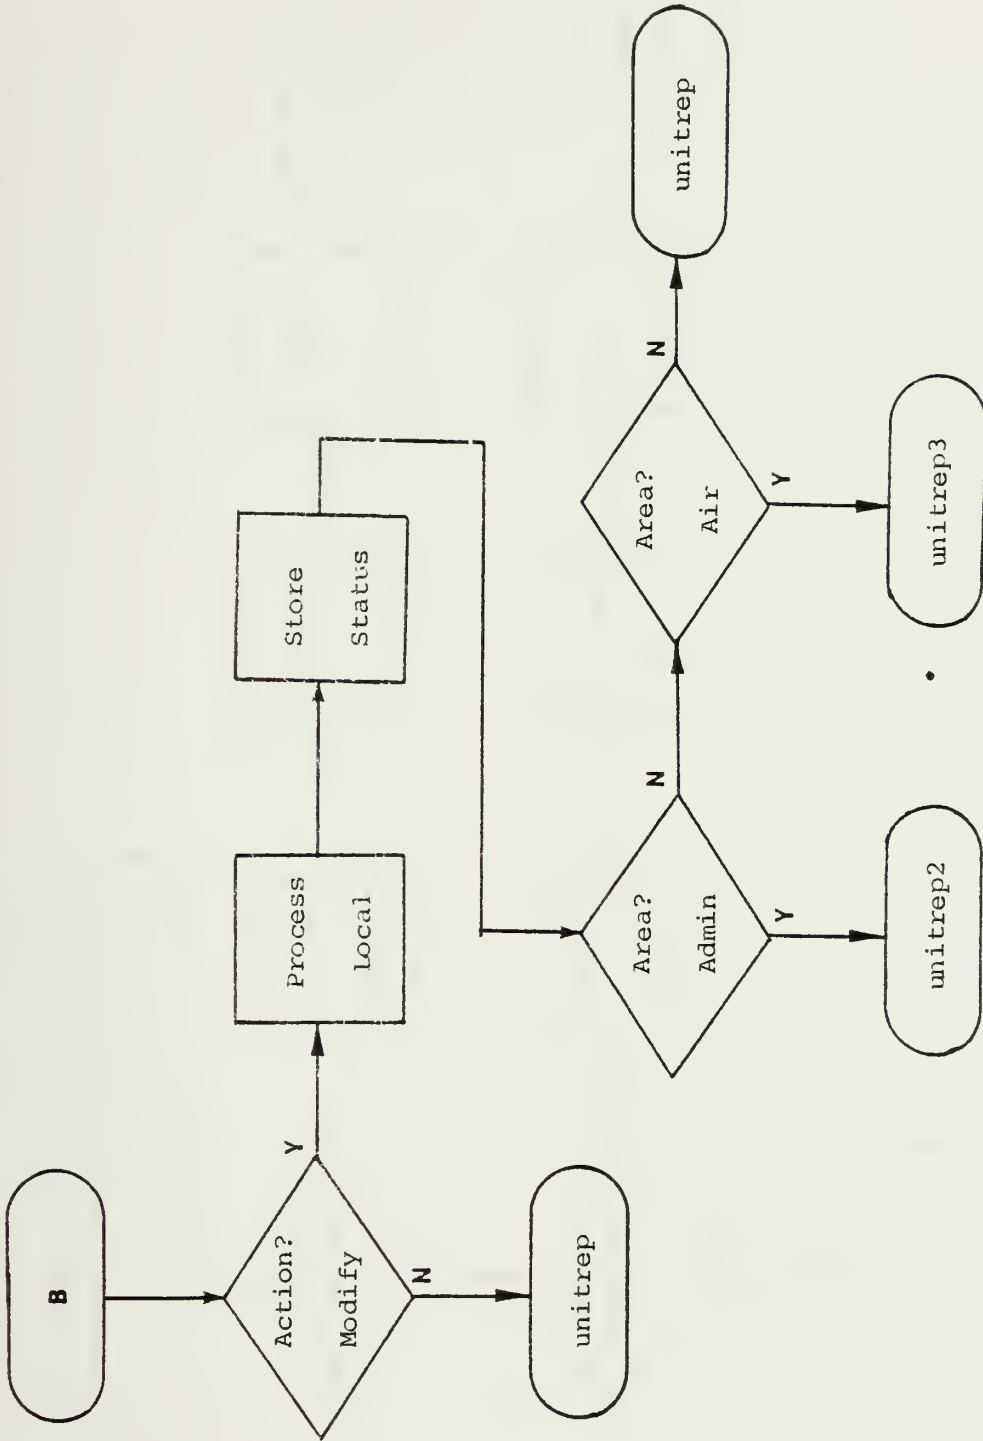 B
Action?
Modify
Y
N
unitrep
Process
Local
Store
Status
Area?
Admin
N
Y
unitrep2
Area?
Air
N
Y
unitrep3
unitrep